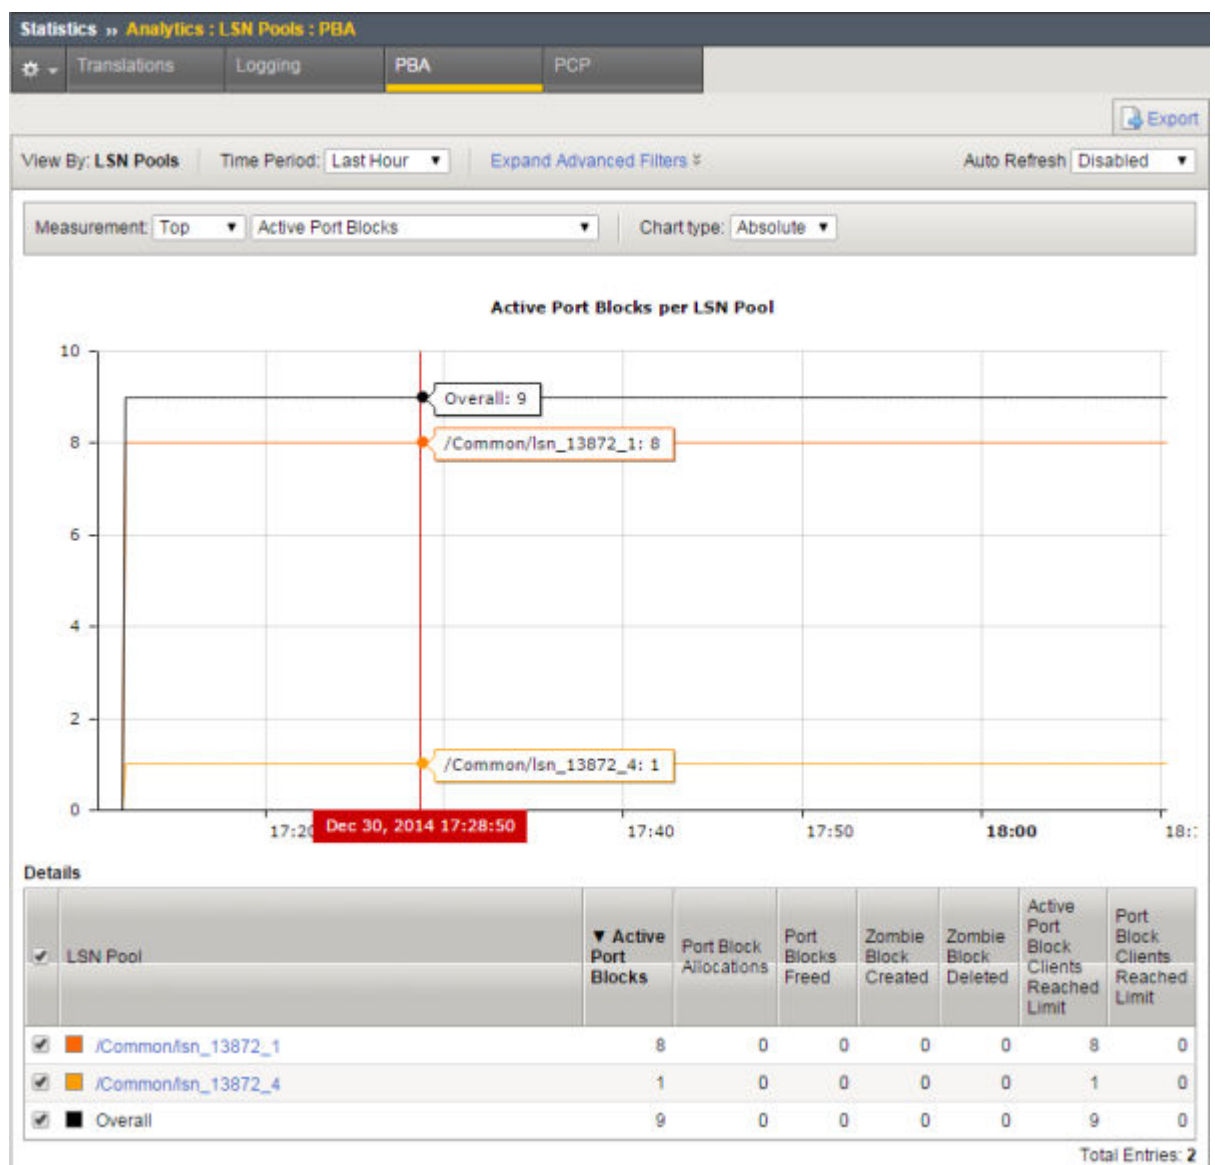 Statistics ›› Analytics : LSN Pools : PBA
Translations Logging PBA PCP
Export
View By: LSN Pools Time Period: Last Hour ▼ Expand Advanced Filters Auto Refresh Disabled ▼
Measurement: Top ▼ Active Port Blocks ▼ Chart type: Absolute ▼
Active Port Blocks per LSN Pool
10
Overall: 9
8
/Common/lsn_13872_1: 8
6
4
2
/Common/lsn_13872_4: 1
0
17:20 Dec 30, 2014 17:28:50 17:40 17:50 18:00 18:
Details
LSN Pool
▼ Active
Port
Blocks
Port Block
Allocations
Port
Blocks
Freed
Zombie
Block
Created
Zombie
Block
Deleted
Active
Port
Block
Clients
Reached
Limit
Port
Block
Clients
Reached
Limit
/Common/lsn_13872_1 8 0 0 0 0 8 0
/Common/lsn_13872_4 1 0 0 0 0 1 0
Overall 9 0 0 0 0 9 0
Total Entries: 2